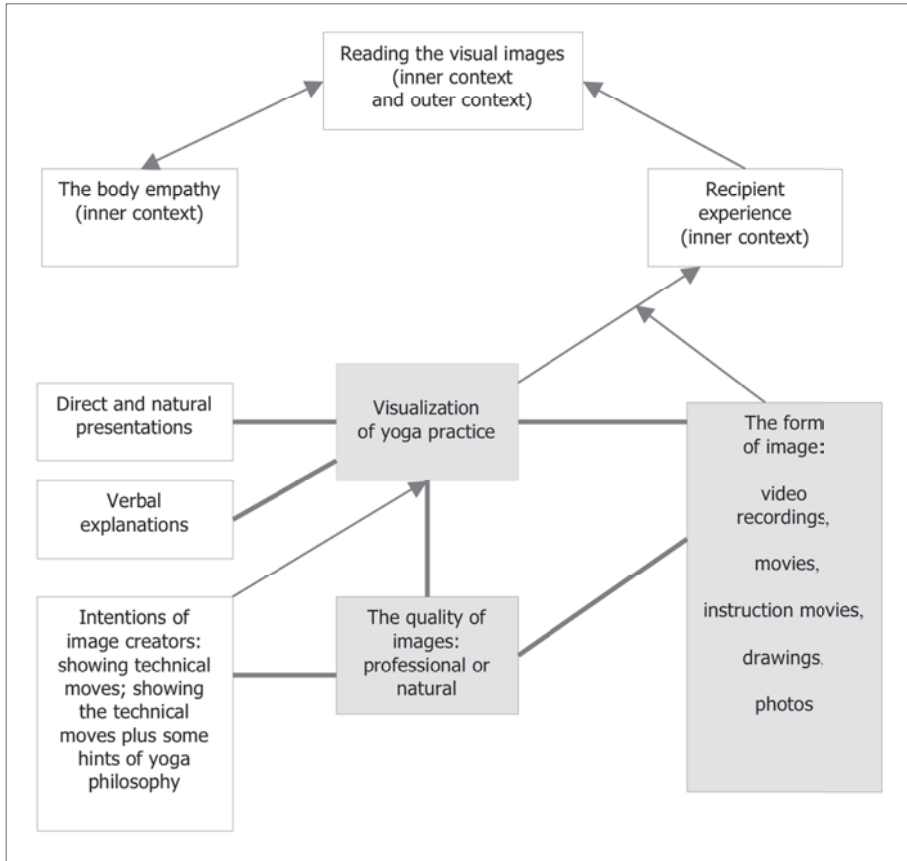 Reading the visual images
(inner context
and outer context)
The body empathy
(inner context)
Recipient
experience
(inner context)
Direct and natural
presentations
Visualization
of yoga practice
The form
of image:
video
recordings,
movies,
instruction movies,
drawings,
photos
Verbal
explanations
Intentions of
image creators:
showing technical
moves; showing
the technical
moves plus some
hints of yoga
philosophy
The quality of
images:
professional or
natural